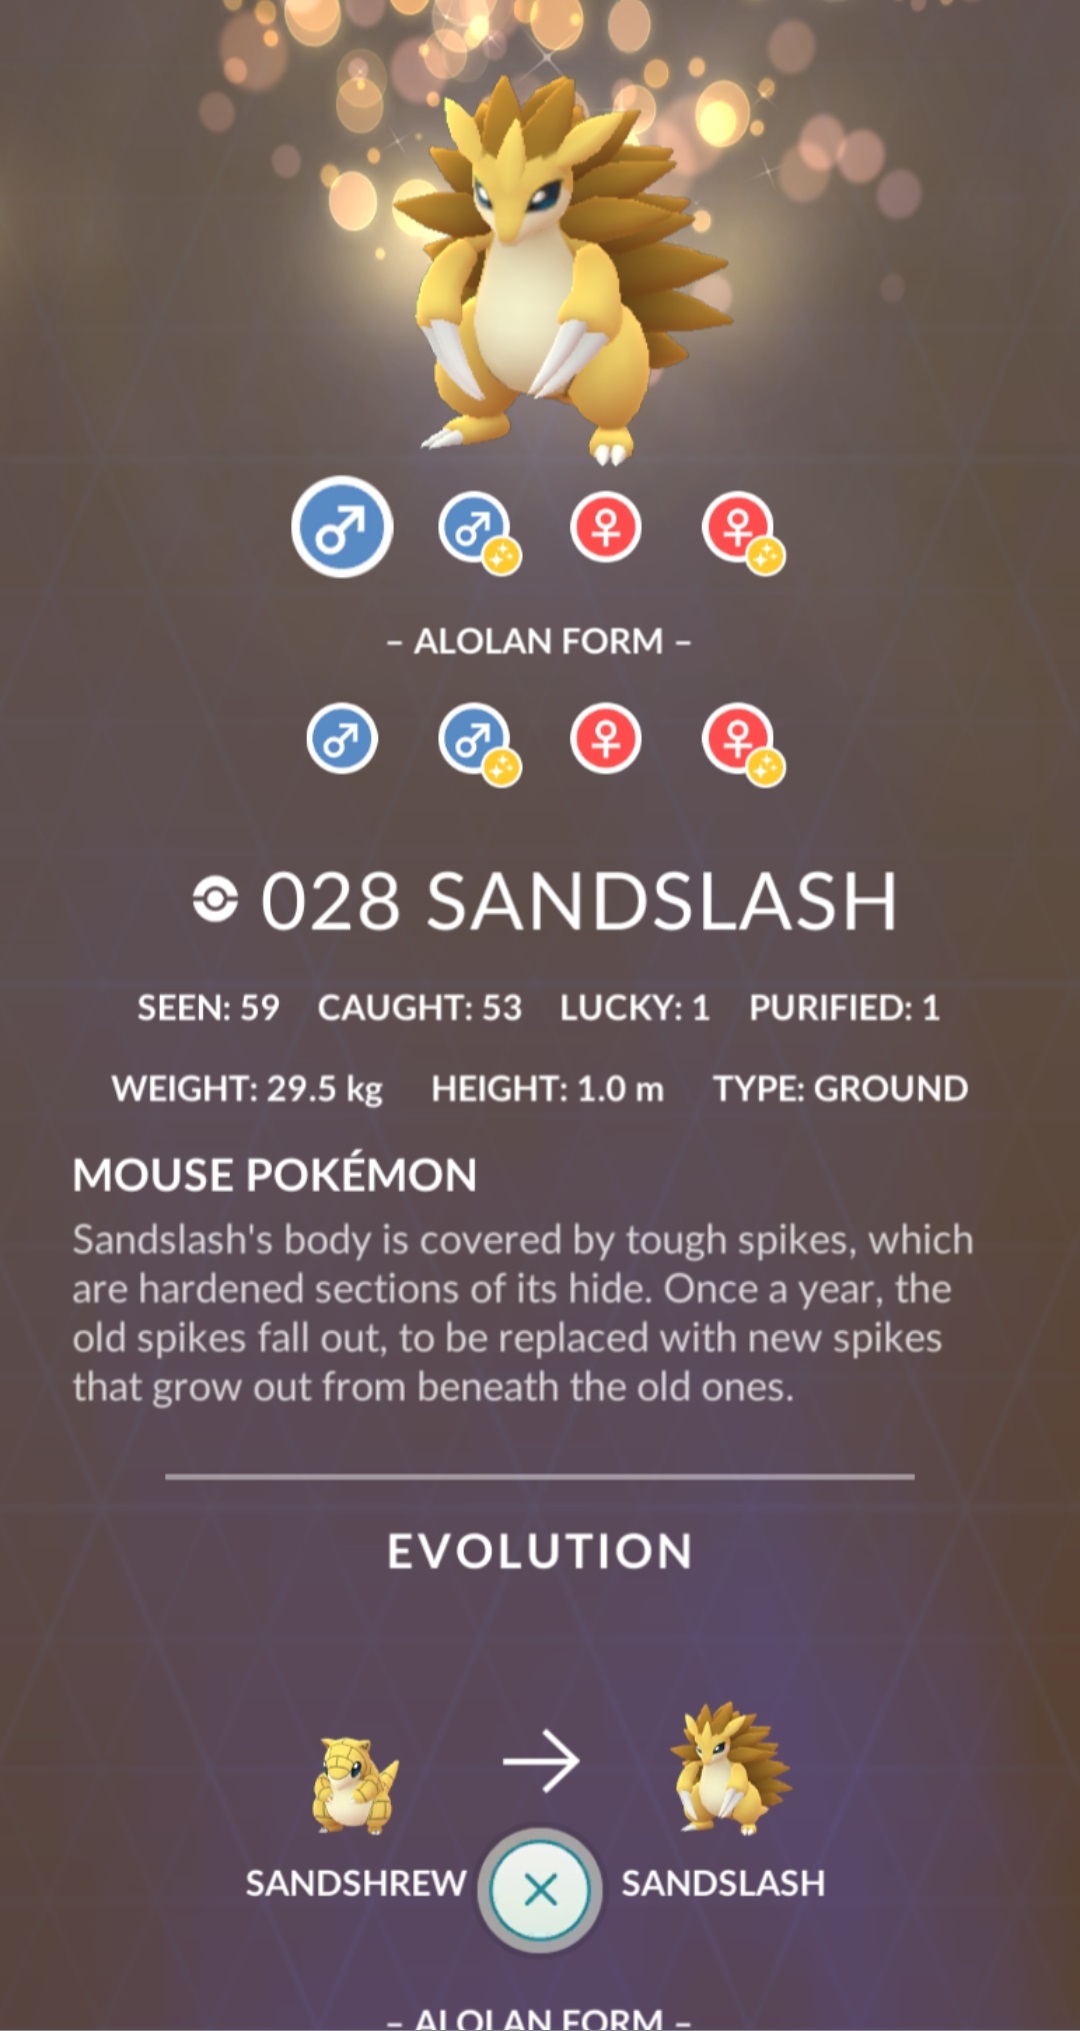 – ALOLAN FORM –
028 SANDSLASH
SEEN: 59 CAUGHT: 53 LUCKY: 1 PURIFIED: 1
WEIGHT: 29.5 kg HEIGHT: 1.0 m TYPE: GROUND
MOUSE POKÉMON
Sandslash's body is covered by tough spikes, which
are hardened sections of its hide. Once a year, the
old spikes fall out, to be replaced with new spikes
that grow out from beneath the old ones.
EVOLUTION
SANDSHREW SANDSLASH
– ALOLAN FORM –